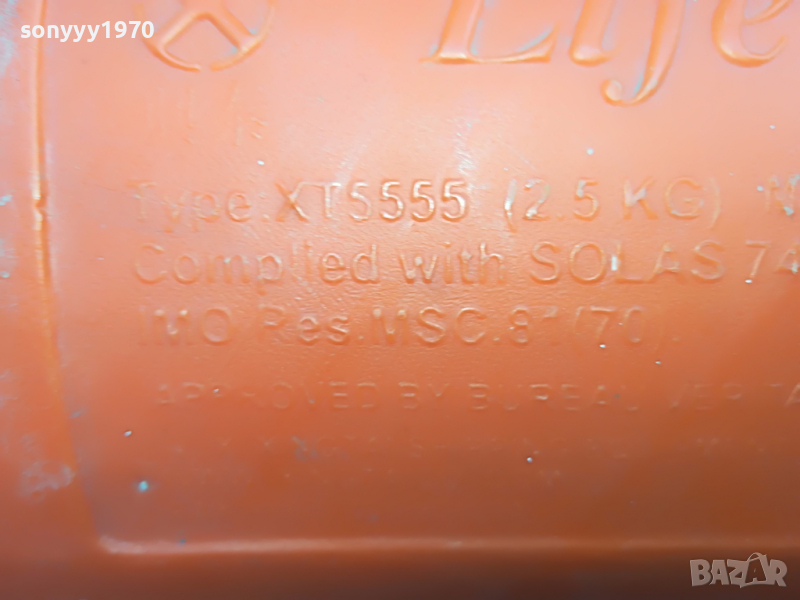 sonyyy1970
Life
Type.XT5555 (2.5 KG)
Complied with SOLAS 74
IMO Res.MSC.81(70).
APPROVED BY BUREAU VERITA
BAZAR